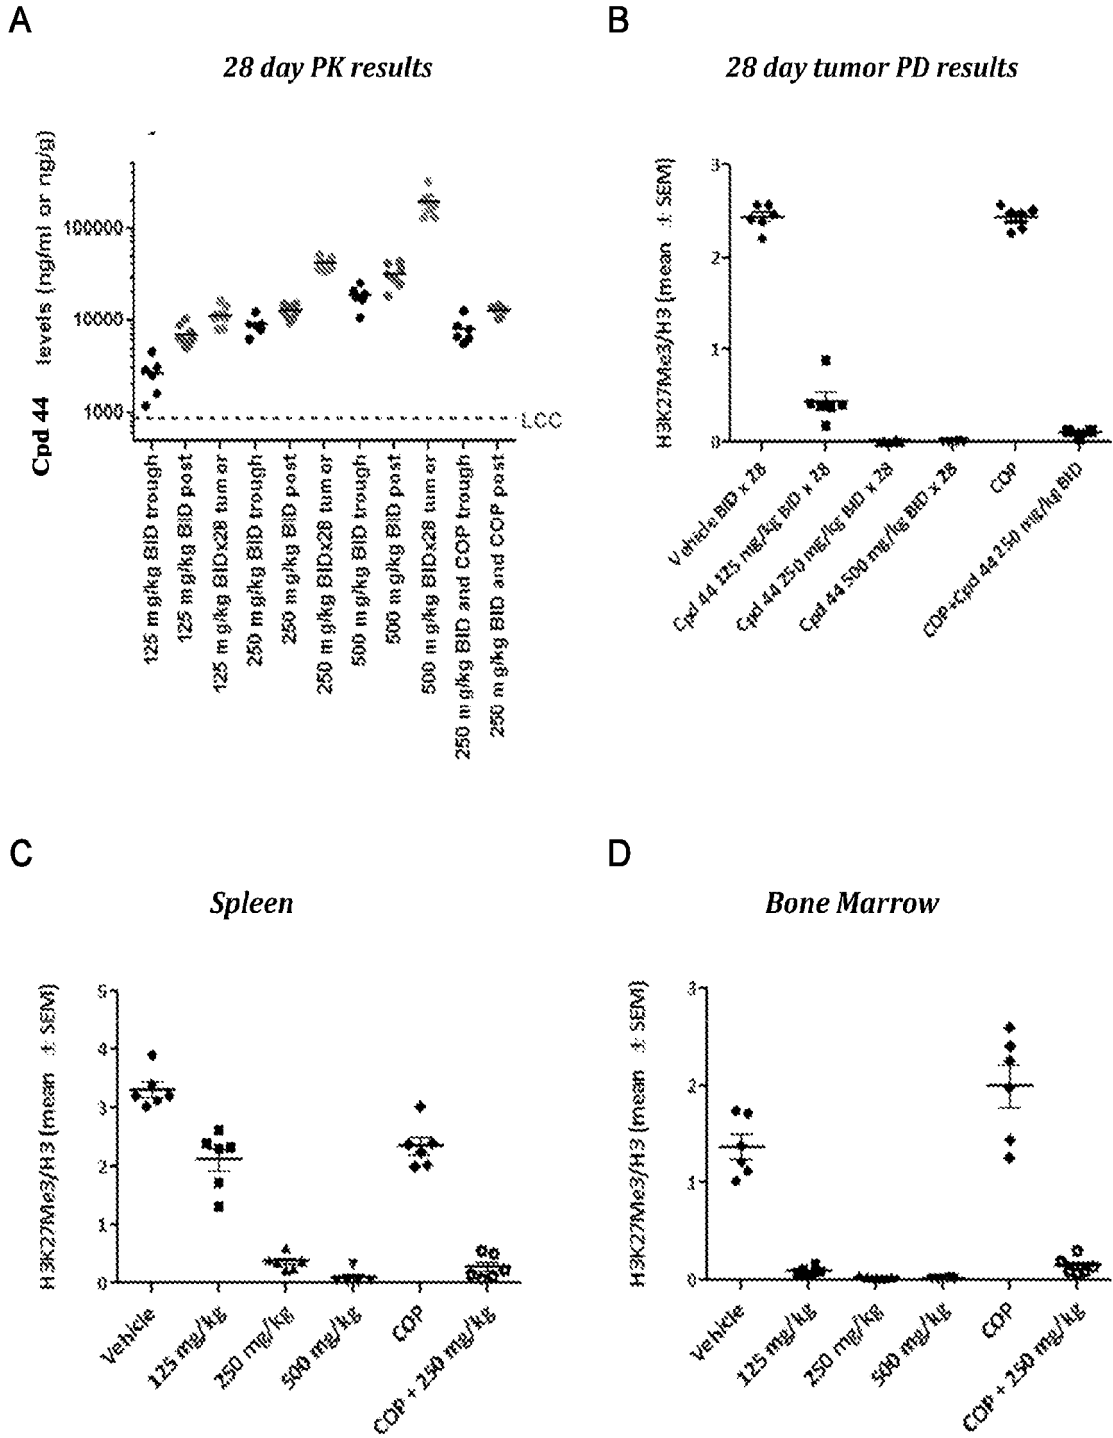 A
28 day PK results
Cpd 44 levels (ng/ml or ng/g)
100000
10000
1000
LCC
125 mg/kg BID trough
125 mg/kg BID post
125 mg/kg BIDx28 tumor
250 mg/kg BID trough
250 mg/kg BID post
250 mg/kg BIDx28 tumor
500 mg/kg BID trough
500 mg/kg BID post
500 mg/kg BIDx28 tumor
250 mg/kg BID and COP trough
250 mg/kg BID and COP post
B
28 day tumor PD results
H3K27Me3/H3 (mean ± SEM)
3
2
1
0
Vehicle BID x 28
Cpd 44 125 mg/kg BID x 28
Cpd 44 250 mg/kg BID x 28
Cpd 44 500 mg/kg BID x 28
COP
COP+Cpd 44 250 mg/kg BID
C
Spleen
H3K27Me3/H3 (mean ± SEM)
5
4
3
2
1
0
Vehicle
125 mg/kg
250 mg/kg
500 mg/kg
COP
COP + 250 mg/kg
D
Bone Marrow
H3K27Me3/H3 (mean ± SEM)
3
2
1
0
Vehicle
125 mg/kg
250 mg/kg
500 mg/kg
COP
COP + 250 mg/kg